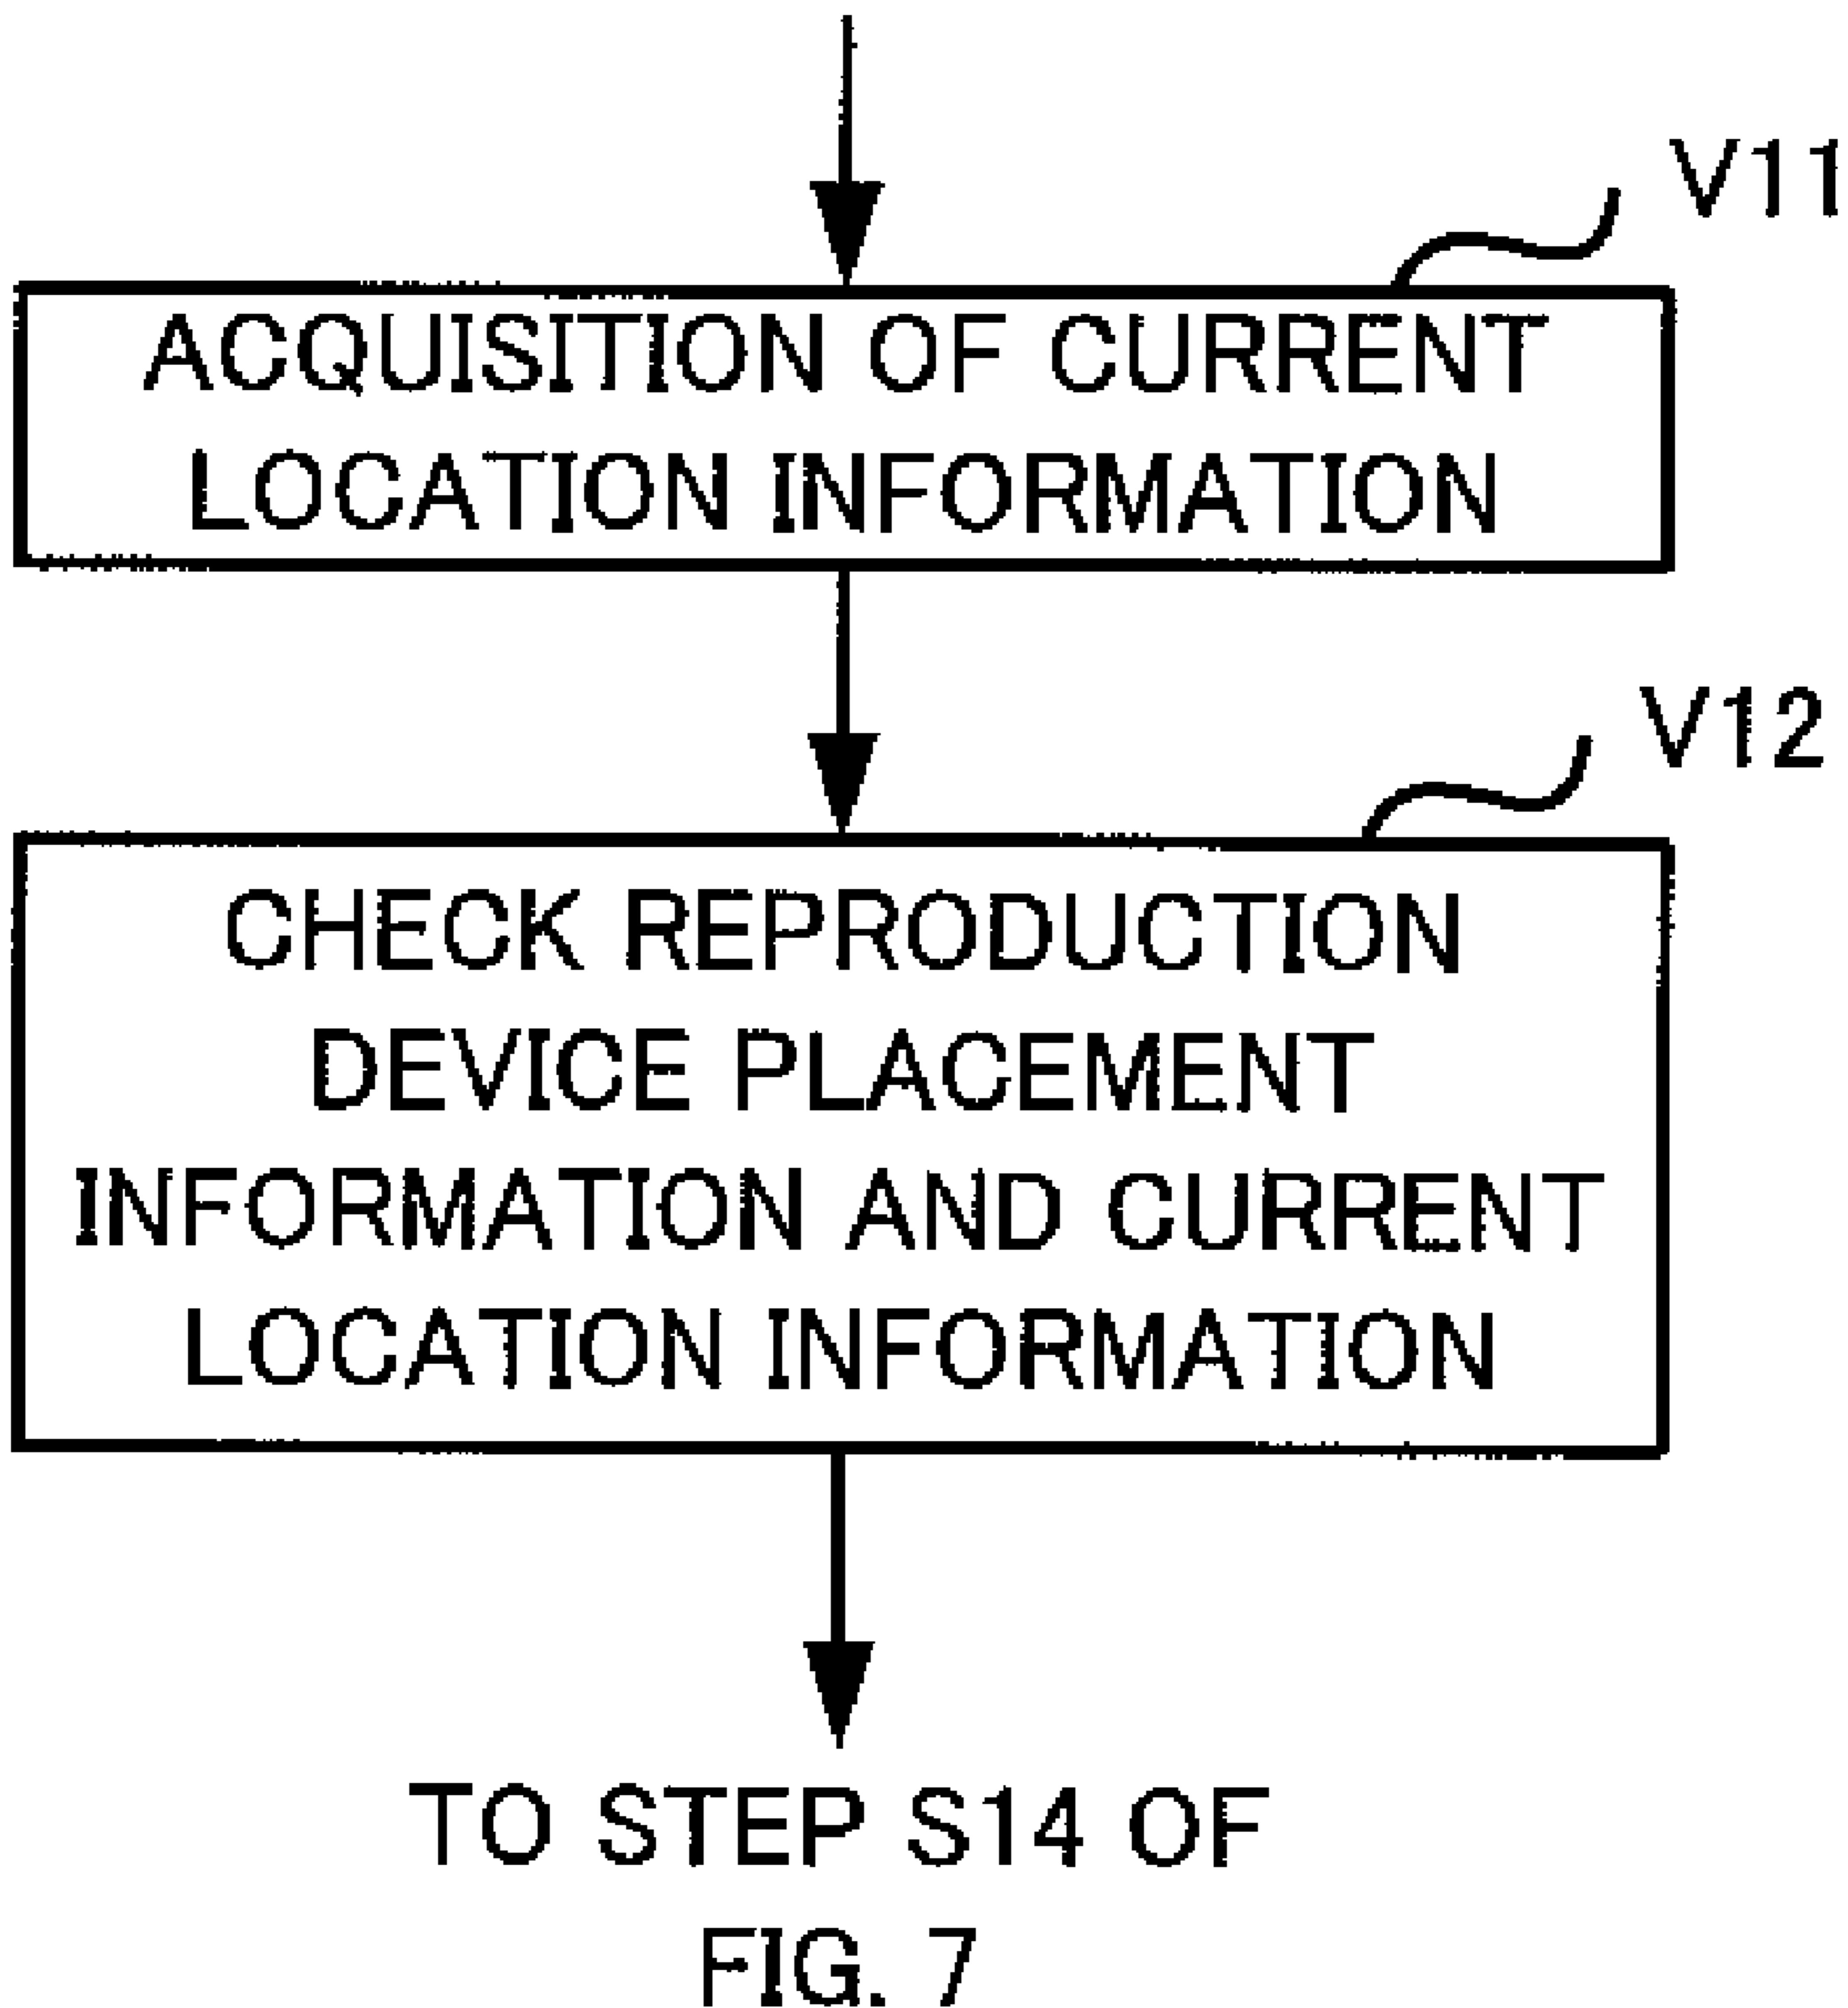 V11
ACQUISITION OF CURRENT
LOCATION INFORMATION
V12
CHECK REPRODUCTION
DEVICE PLACEMENT
INFORMATION AND CURRENT
LOCATION INFORMATION
TO STEP S14 OF
FIG. 7